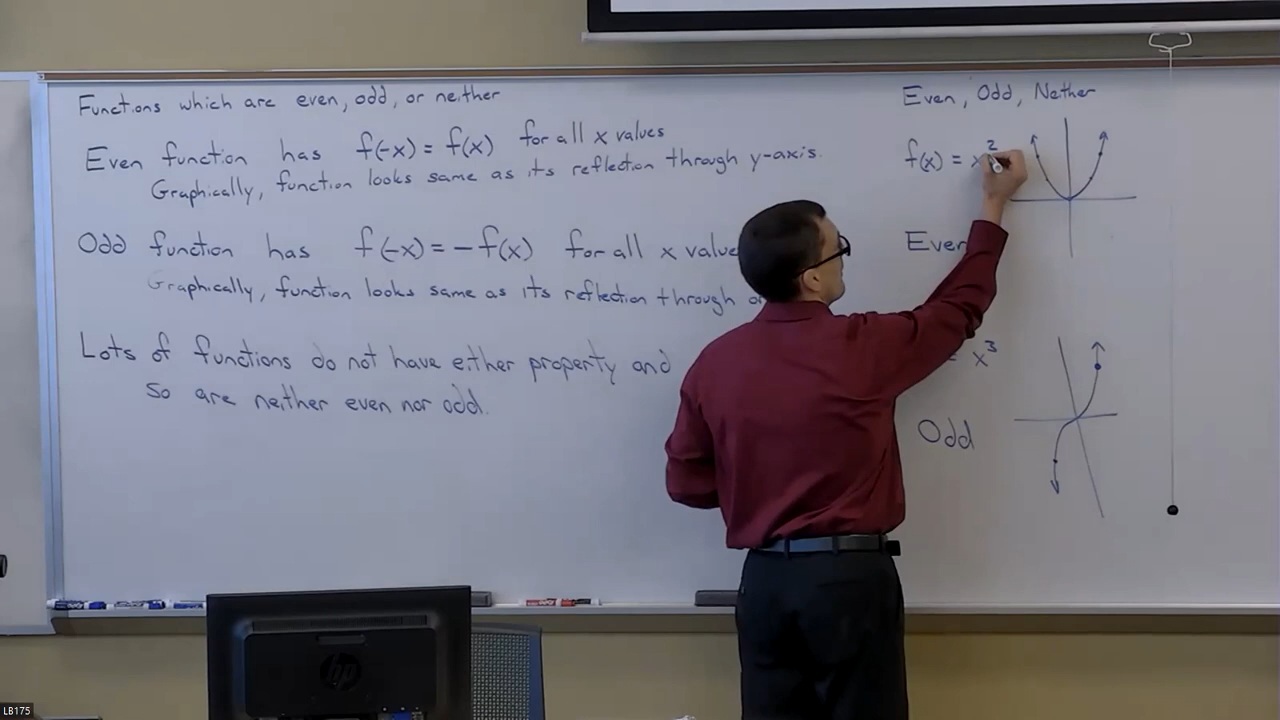 Functions which are even, odd, or neither
Even function has f(-x) = f(x) for all x values
Graphically, function looks same as its reflection through y-axis.
Odd function has f(-x) = -f(x) for all x value
Graphically, function looks same as its reflection through
Lots of functions do not have either property and
so are neither even nor odd.
Even, Odd, Neither
f(x) = x²
Even
= x³
Odd
hp
LB175